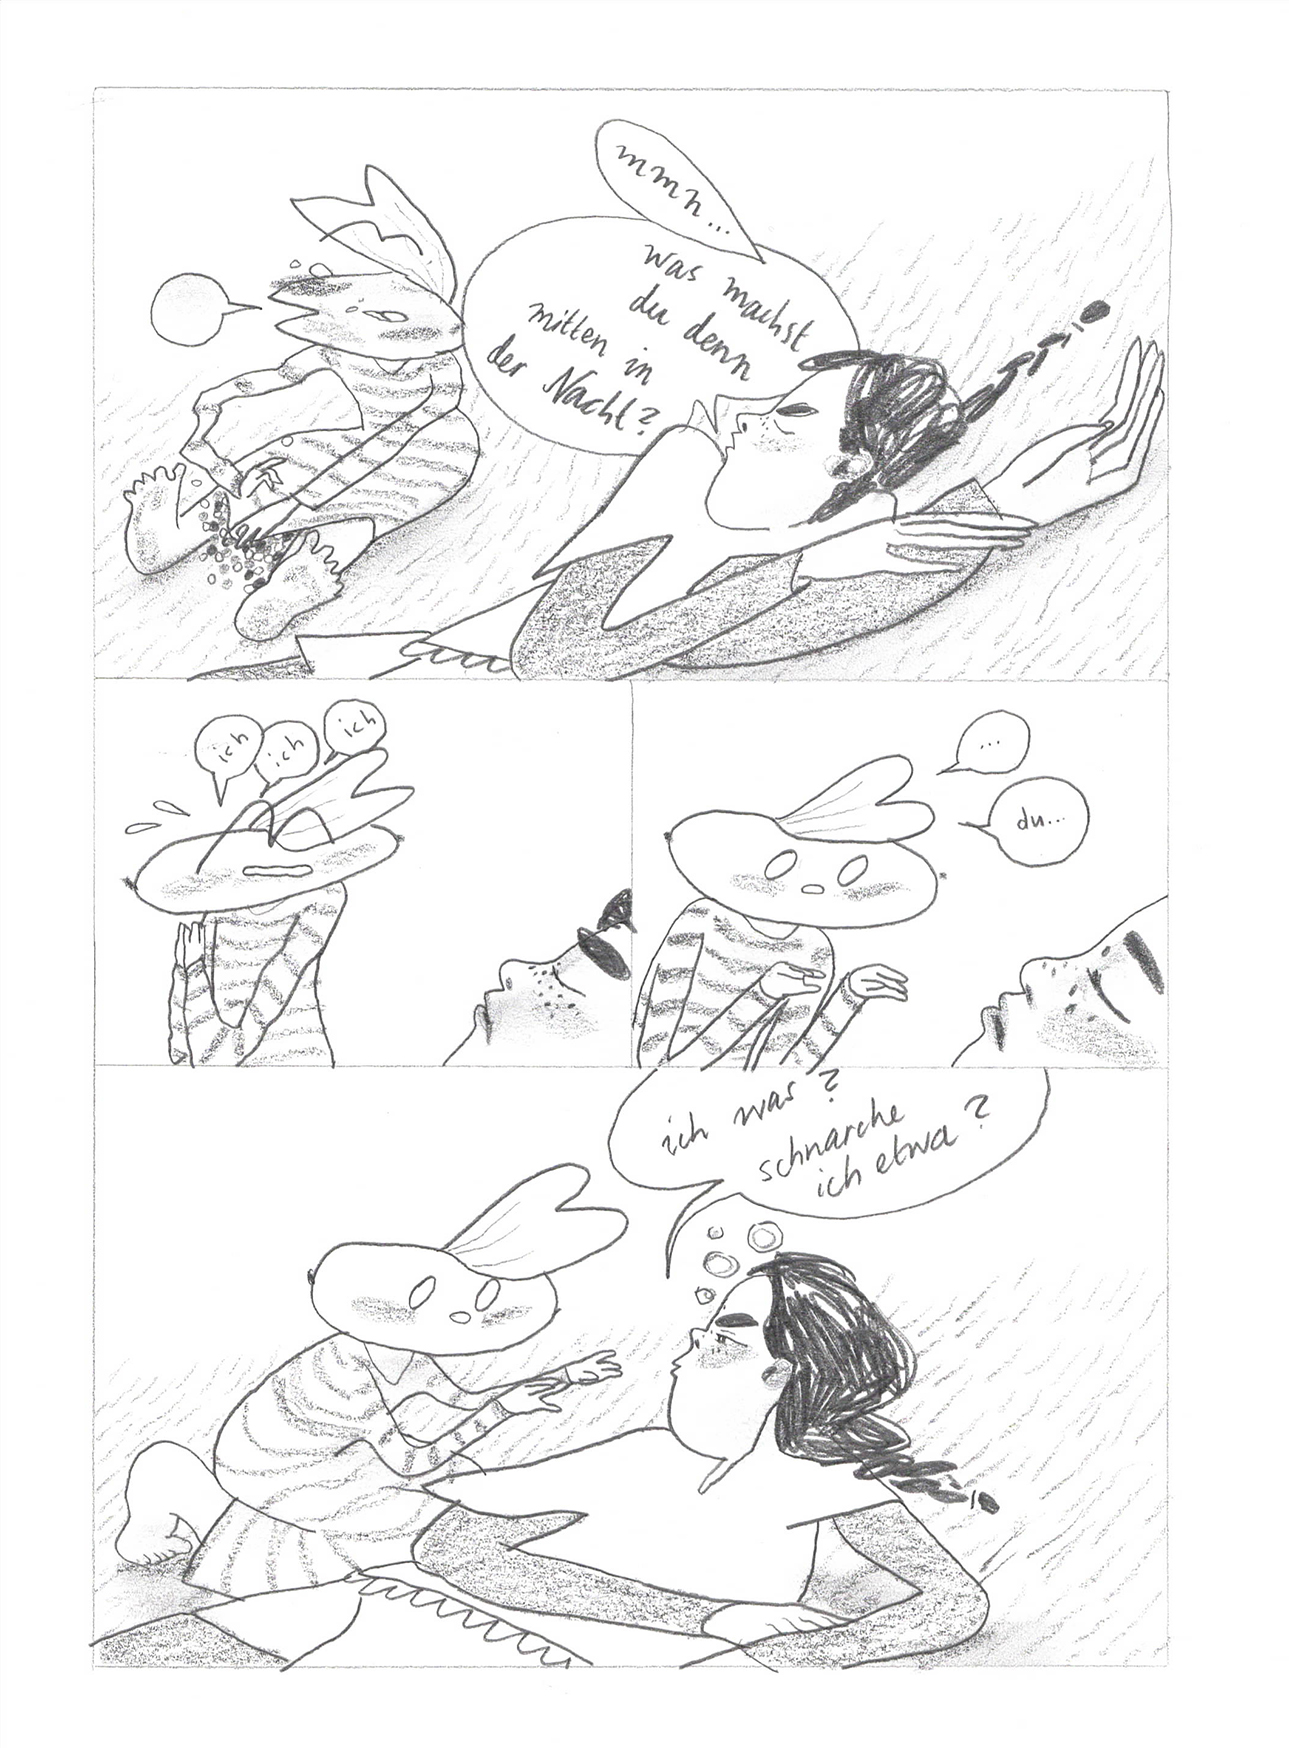 mmh...
was machst
du denn
mitten in
der Nacht?
ich
ich
ich
...
du...
ich was?
schnarche
ich etwa?